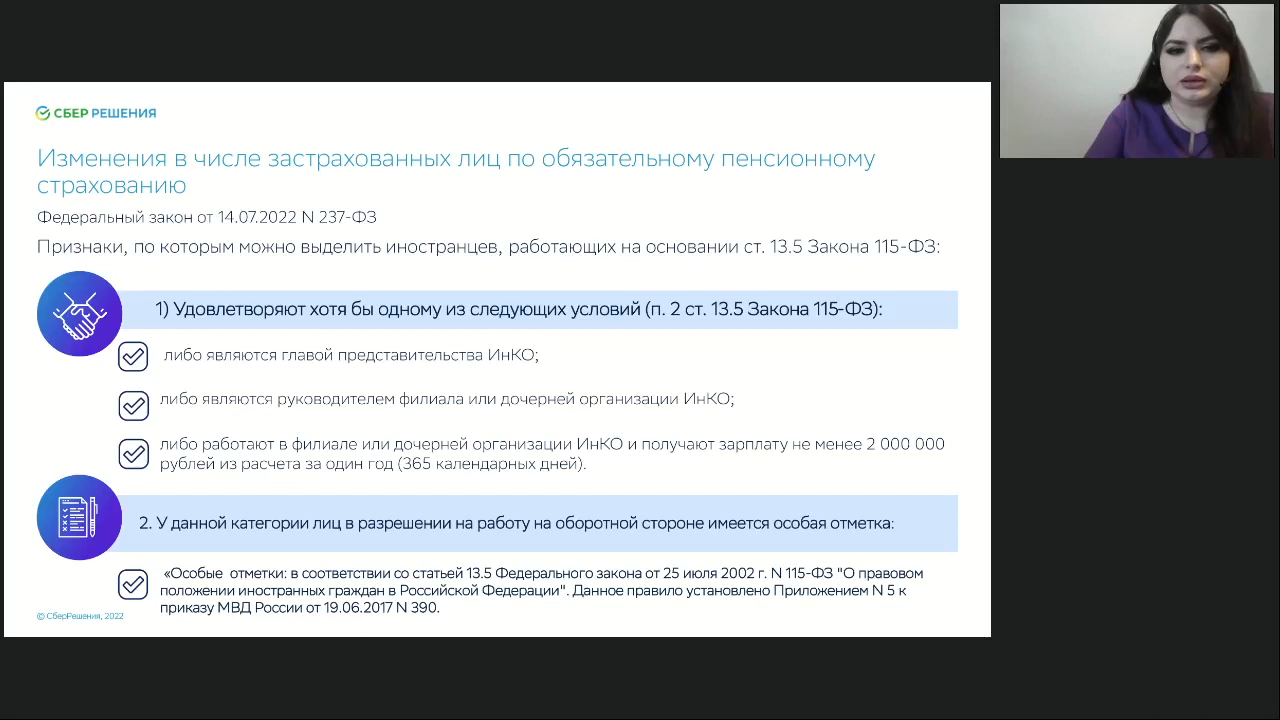 СБЕР РЕШЕНИЯ
Изменения в числе застрахованных лиц по обязательному пенсионному
страхованию
Федеральный закон от 14.07.2022 N 237-ФЗ
Признаки, по которым можно выделить иностранцев, работающих на основании ст. 13.5 Закона 115-ФЗ:
1) Удовлетворяют хотя бы одному из следующих условий (п. 2 ст. 13.5 Закона 115-ФЗ):
либо являются главой представительства ИнКО;
либо являются руководителем филиала или дочерней организации ИнКО;
либо работают в филиале или дочерней организации ИнКО и получают зарплату не менее 2 000 000
рублей из расчета за один год (365 календарных дней).
2. У данной категории лиц в разрешении на работу на оборотной стороне имеется особая отметка:
«Особые отметки: в соответствии со статьей 13.5 Федерального закона от 25 июля 2002 г. N 115-ФЗ "О правовом
положении иностранных граждан в Российской Федерации". Данное правило установлено Приложением N 5 к
приказу МВД России от 19.06.2017 N 390.
© СберРешения, 2022